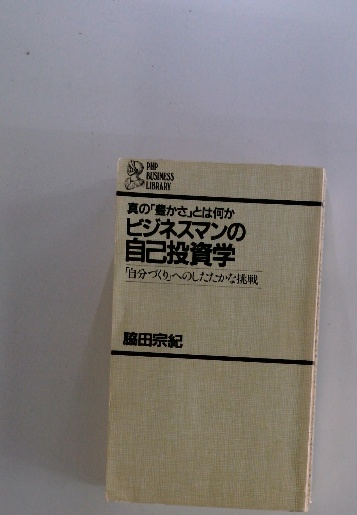 PHP
BUSINESS
LIBRARY
真の「豊かさ」とは何か
ビジネスマンの
自己投資学
「自分づくり」へのしたたかな挑戦
脇田宗紀